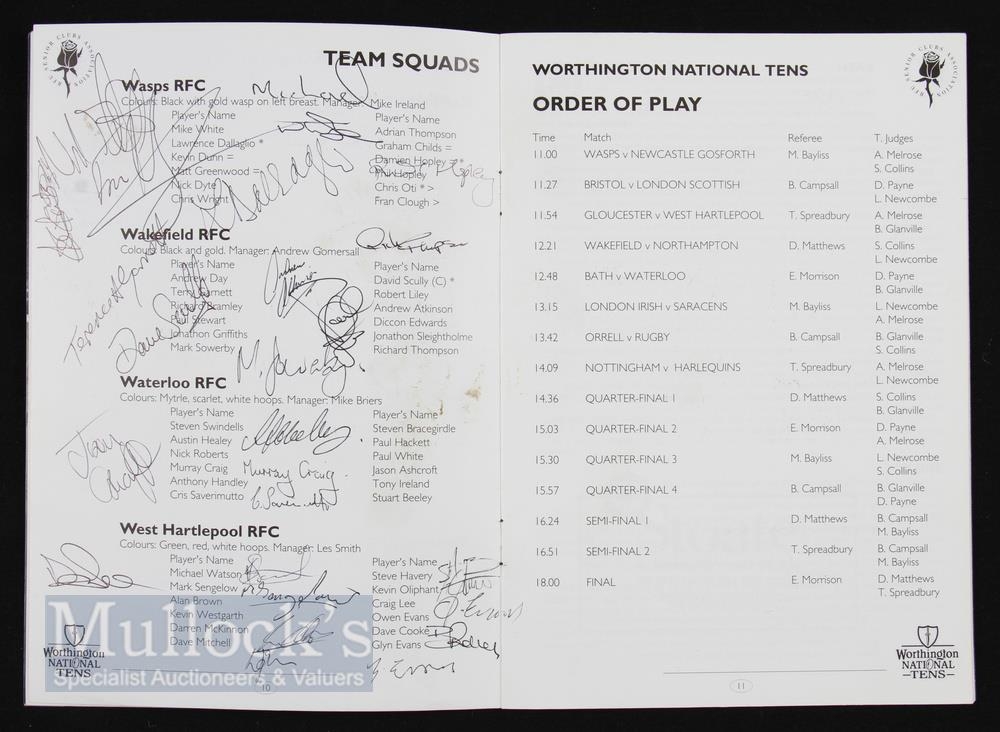 RFU SENIOR CLUBS ASSOCIATION
TEAM SQUADS
Wasps RFC
Colours: Black with gold wasp on left breast. Manager: Mike Ireland
Player's Name
Mike White
Lawrence Dallaglio *
Kevin Dunn =
Matt Greenwood =
Nick Dyte
Chris Wright
Player's Name
Adrian Thompson
Graham Childs =
Damien Hopley *
Phil Hopley
Chris Oti * >
Fran Clough >
Wakefield RFC
Colours: Black and gold. Manager: Andrew Gomersall
Player's Name
Andrew Day
Terry Garnett
Richard Bramley
Paul Stewart
Jonathon Griffiths
Mark Sowerby
Player's Name
David Scully (C) *
Robert Liley
Andrew Atkinson
Diccon Edwards
Jonathon Sleightholme
Richard Thompson
Waterloo RFC
Colours: Myrtle, scarlet, white hoops. Manager: Mike Briers
Player's Name
Steven Swindells
Austin Healey
Nick Roberts
Murray Craig
Anthony Handley
Cris Saverimutto
Player's Name
Steven Bracegirdle
Paul Hackett
Paul White
Jason Ashcroft
Tony Ireland
Stuart Beeley
Murray Craig
West Hartlepool RFC
Colours: Green, red, white hoops. Manager: Les Smith
Player's Name
Michael Watson
Mark Sengelow
Alan Brown
Kevin Westgarth
Darren McKinnon
Dave Mitchell
Player's Name
Steve Havery
Kevin Oliphant
Craig Lee
Owen Evans
Dave Cooke
Glyn Evans
Mullock's
Specialist Auctioneers & Valuers
Worthington
NATIONAL
TENS
10
RFU SENIOR CLUBS ASSOCIATION
WORTHINGTON NATIONAL TENS
ORDER OF PLAY
Time Match Referee T. Judges
11.00 WASPS v NEWCASTLE GOSFORTH M. Bayliss A. Melrose
S. Collins
11.27 BRISTOL v LONDON SCOTTISH B. Campsall D. Payne
L. Newcombe
11.54 GLOUCESTER v WEST HARTLEPOOL T. Spreadbury A. Melrose
B. Glanville
12.21 WAKEFIELD v NORTHAMPTON D. Matthews S. Collins
L. Newcombe
12.48 BATH v WATERLOO E. Morrison D. Payne
B. Glanville
13.15 LONDON IRISH v SARACENS M. Bayliss L. Newcombe
A. Melrose
13.42 ORRELL v RUGBY B. Campsall B. Glanville
S. Collins
14.09 NOTTINGHAM v HARLEQUINS T. Spreadbury A. Melrose
L. Newcombe
14.36 QUARTER-FINAL 1 D. Matthews S. Collins
B. Glanville
15.03 QUARTER-FINAL 2 E. Morrison D. Payne
A. Melrose
15.30 QUARTER-FINAL 3 M. Bayliss L. Newcombe
S. Collins
15.57 QUARTER-FINAL 4 B. Campsall B. Glanville
D. Payne
16.24 SEMI-FINAL 1 D. Matthews B. Campsall
M. Bayliss
16.51 SEMI-FINAL 2 T. Spreadbury B. Campsall
M. Bayliss
18.00 FINAL E. Morrison D. Matthews
T. Spreadbury
Worthington
NATIONAL
TENS
11